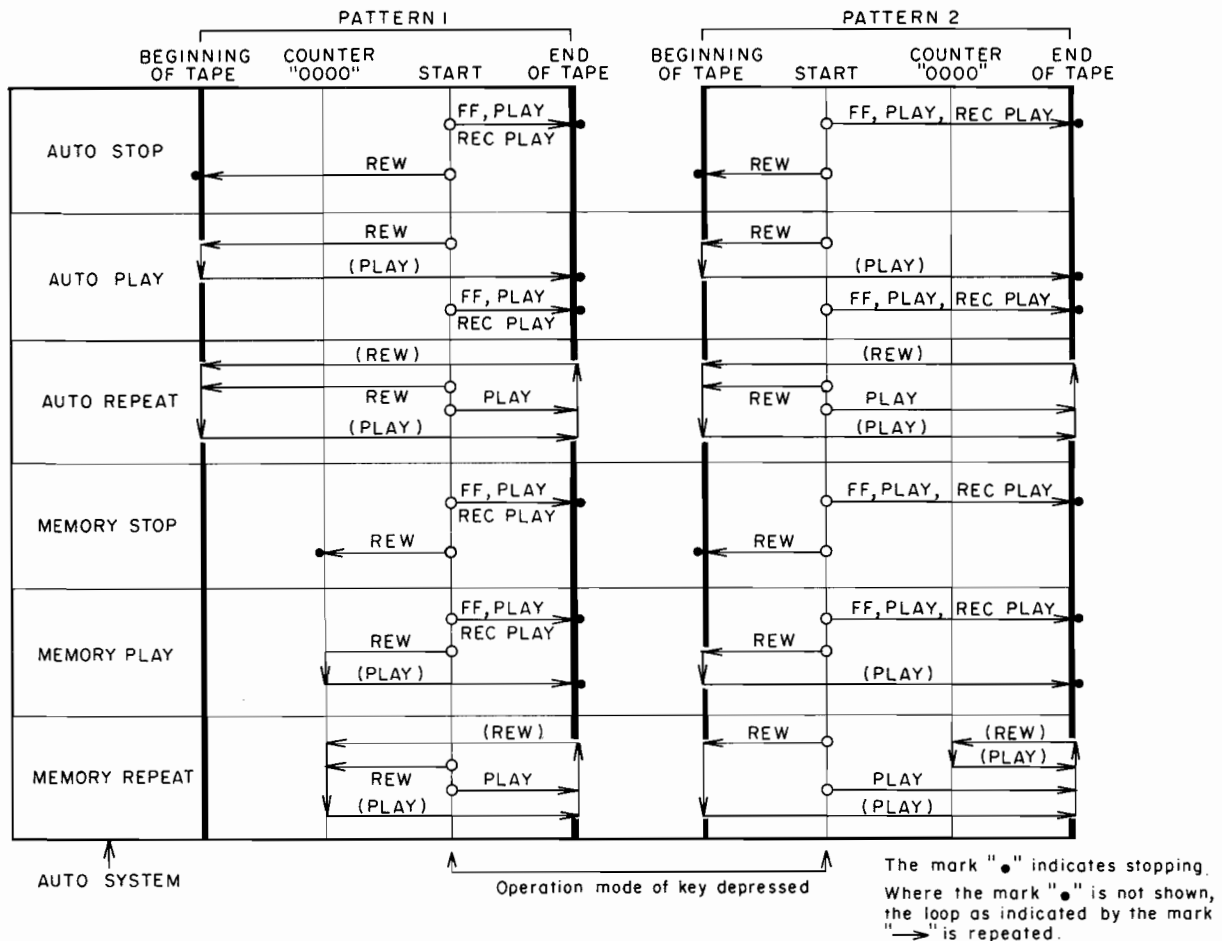 PATTERN 1 PATTERN 2
BEGINNING OF TAPE COUNTER "0000" START END OF TAPE BEGINNING OF TAPE START COUNTER "0000" END OF TAPE
AUTO STOP
FF, PLAY
REC PLAY
REW
FF, PLAY, REC PLAY
REW
AUTO PLAY
REW
(PLAY)
FF, PLAY
REC PLAY
REW
(PLAY)
FF, PLAY, REC PLAY
AUTO REPEAT
(REW)
REW
PLAY
(PLAY)
(REW)
REW
PLAY
(PLAY)
MEMORY STOP
FF, PLAY
REC PLAY
REW
FF, PLAY, REC PLAY
REW
MEMORY PLAY
FF, PLAY
REC PLAY
REW
(PLAY)
FF, PLAY, REC PLAY
REW
(PLAY)
MEMORY REPEAT
(REW)
REW
PLAY
(PLAY)
REW
(REW)
(PLAY)
PLAY
(PLAY)
AUTO SYSTEM
Operation mode of key depressed
The mark "●" indicates stopping.
Where the mark "●" is not shown,
the loop as indicated by the mark
"→" is repeated.